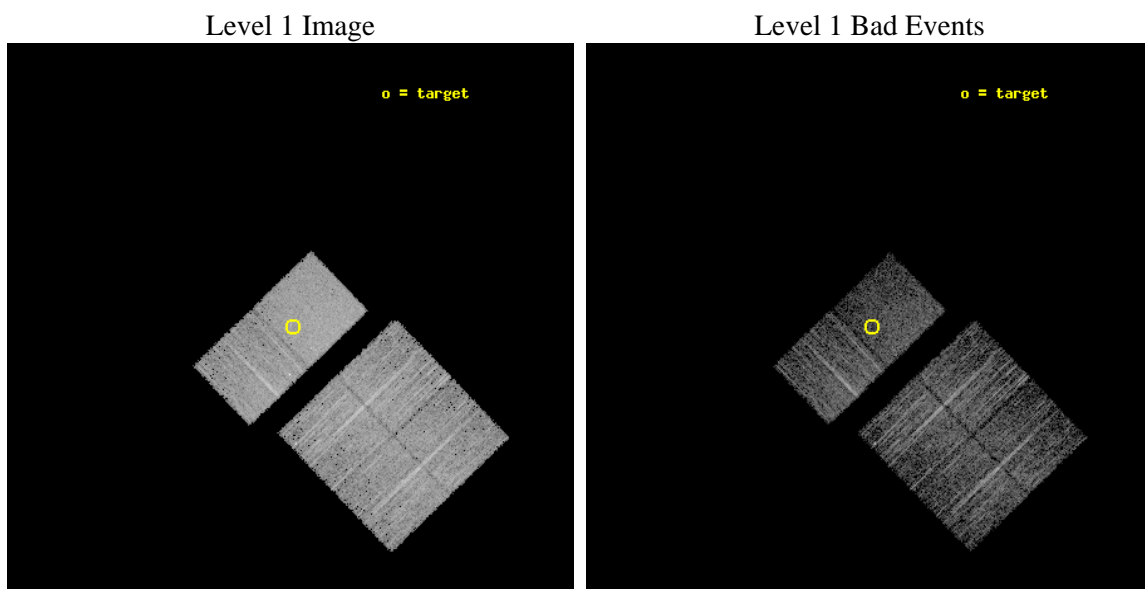 Level 1 Image
Level 1 Bad Events
o = target
o = target